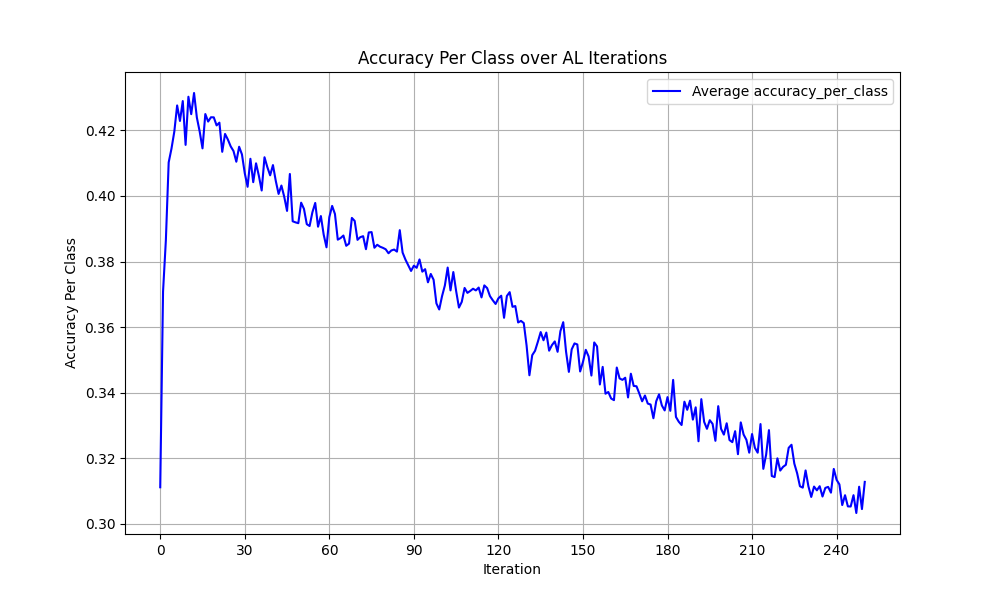 Accuracy Per Class over AL Iterations
Average accuracy_per_class
Accuracy Per Class
0.42
0.40
0.38
0.36
0.34
0.32
0.30
0 30 60 90 120 150 180 210 240
Iteration